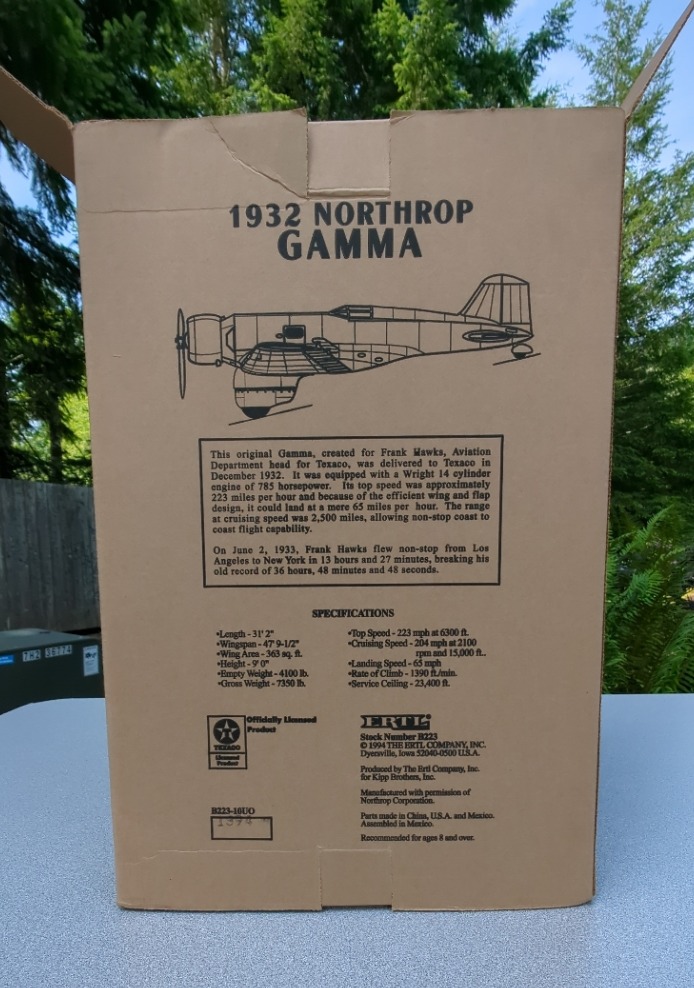 1932 NORTHROP
GAMMA
This original Gamma, created for Frank Hawks, Aviation
Department head for Texaco, was delivered to Texaco in
December 1932. It was equipped with a Wright 14 cylinder
engine of 785 horsepower. Its top speed was approximately
223 miles per hour and because of the efficient wing and flap
design, it could land at a mere 65 miles per hour. The range
at cruising speed was 2,500 miles, allowing non-stop coast to
coast flight capability.
On June 2, 1933, Frank Hawks flew non-stop from Los
Angeles to New York in 13 hours and 27 minutes, breaking his
old record of 36 hours, 48 minutes and 48 seconds.
SPECIFICATIONS
•Length - 31' 2"
•Wingspan - 47' 9-1/2"
•Wing Area - 363 sq. ft.
•Height - 9' 0"
•Empty Weight - 4100 lb.
•Gross Weight - 7350 lb.
•Top Speed - 223 mph at 6300 ft.
•Cruising Speed - 204 mph at 2100
rpm and 15,000 ft..
•Landing Speed - 65 mph
•Rate of Climb - 1390 ft./min.
•Service Ceiling - 23,400 ft.
TEXACO
Licensed
Product
Officially Licensed
Product
B223-10UO
ERTL
Stock Number B223
© 1994 THE ERTL COMPANY, INC.
Dyersville, Iowa 52040-0500 U.S.A.
Produced by The Ertl Company, Inc.
for Kipp Brothers, Inc.
Manufactured with permission of
Northrop Corporation.
Parts made in China, U.S.A. and Mexico.
Assembled in Mexico.
Recommended for ages 8 and over.
7H2 38774